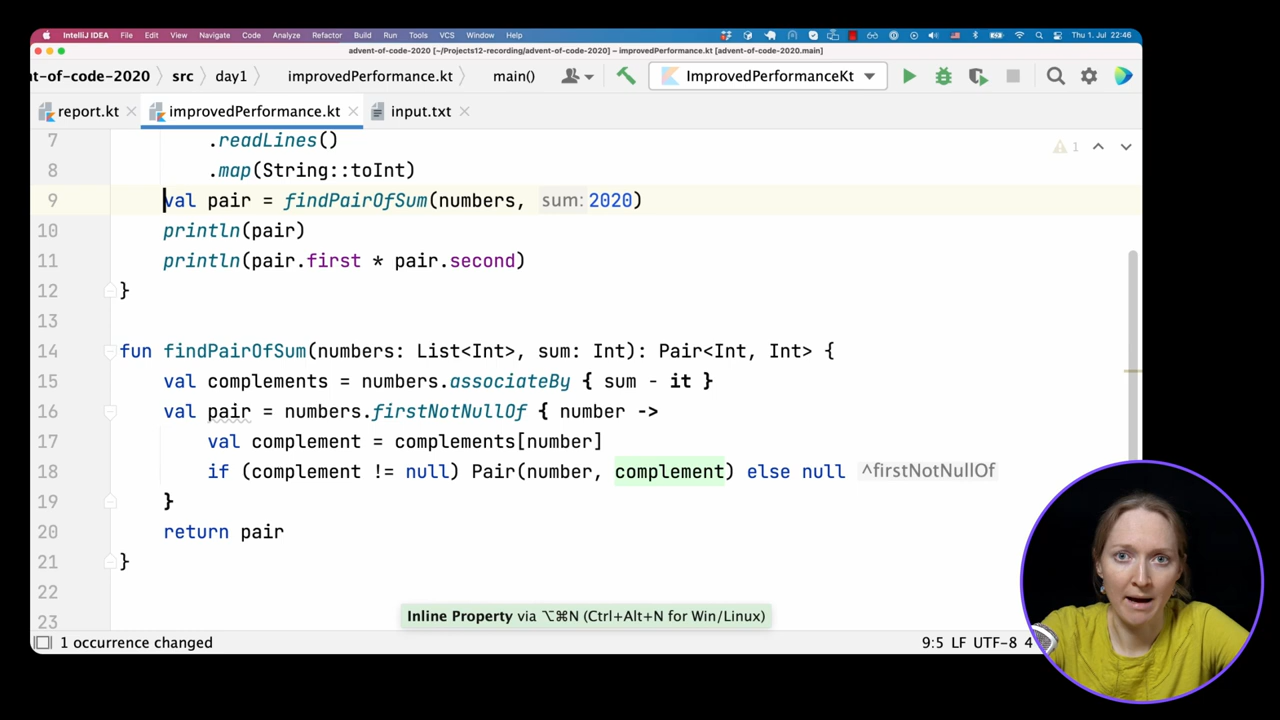 IntelliJ IDEA File Edit View Navigate Code Analyze Refactor Build Run Tools VCS Window Help Thu 1. Jul 22:46
advent-of-code-2020 [~/Projects12-recording/advent-of-code-2020] – improvedPerformance.kt [advent-of-code-2020.main]
nt-of-code-2020 src day1 improvedPerformance.kt main() ImprovedPerformanceKt
report.kt improvedPerformance.kt input.txt
7 .readLines()
1
8 .map(String::toInt)
9 val pair = findPairOfSum(numbers, sum: 2020)
10 println(pair)
11 println(pair.first * pair.second)
12 }
13
14 fun findPairOfSum(numbers: List<Int>, sum: Int): Pair<Int, Int> {
15 val complements = numbers.associateBy { sum - it }
16 val pair = numbers.firstNotNullOf { number ->
17 val complement = complements[number]
18 if (complement != null) Pair(number, complement) else null ^firstNotNullOf
19 }
20 return pair
21 }
22
23
Inline Property via ⌥⌘N (Ctrl+Alt+N for Win/Linux)
1 occurrence changed 9:5 LF UTF-8 4